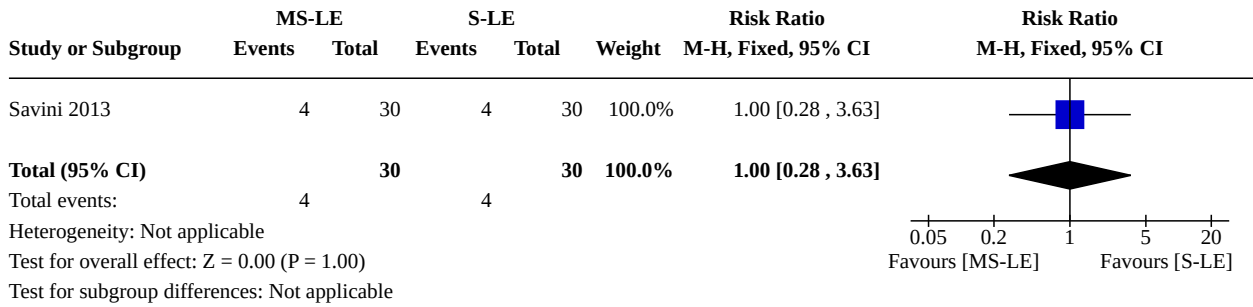 MS-LE S-LE Risk Ratio Risk Ratio
Study or Subgroup Events Total Events Total Weight M-H, Fixed, 95% CI M-H, Fixed, 95% CI
Savini 2013 4 30 4 30 100.0% 1.00 [0.28 , 3.63]
Total (95% CI) 30 30 100.0% 1.00 [0.28 , 3.63]
Total events: 4 4
Heterogeneity: Not applicable 0.05 0.2 1 5 20
Test for overall effect: Z = 0.00 (P = 1.00) Favours [MS-LE] Favours [S-LE]
Test for subgroup differences: Not applicable